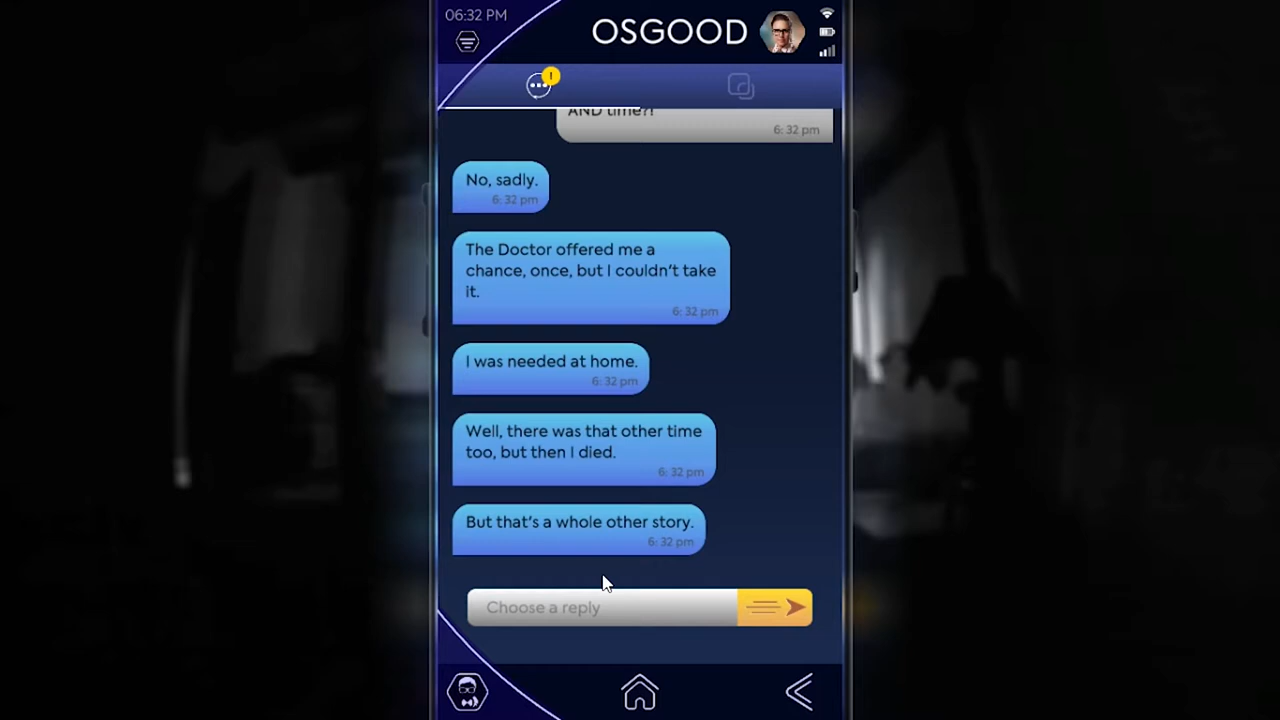 06:32 PM
OSGOOD
!
AND time?!
6:32 pm
No, sadly.
6:32 pm
The Doctor offered me a
chance, once, but I couldn't take
it.
6:32 pm
I was needed at home.
6:32 pm
Well, there was that other time
too, but then I died.
6:32 pm
But that's a whole other story.
6:32 pm
Choose a reply